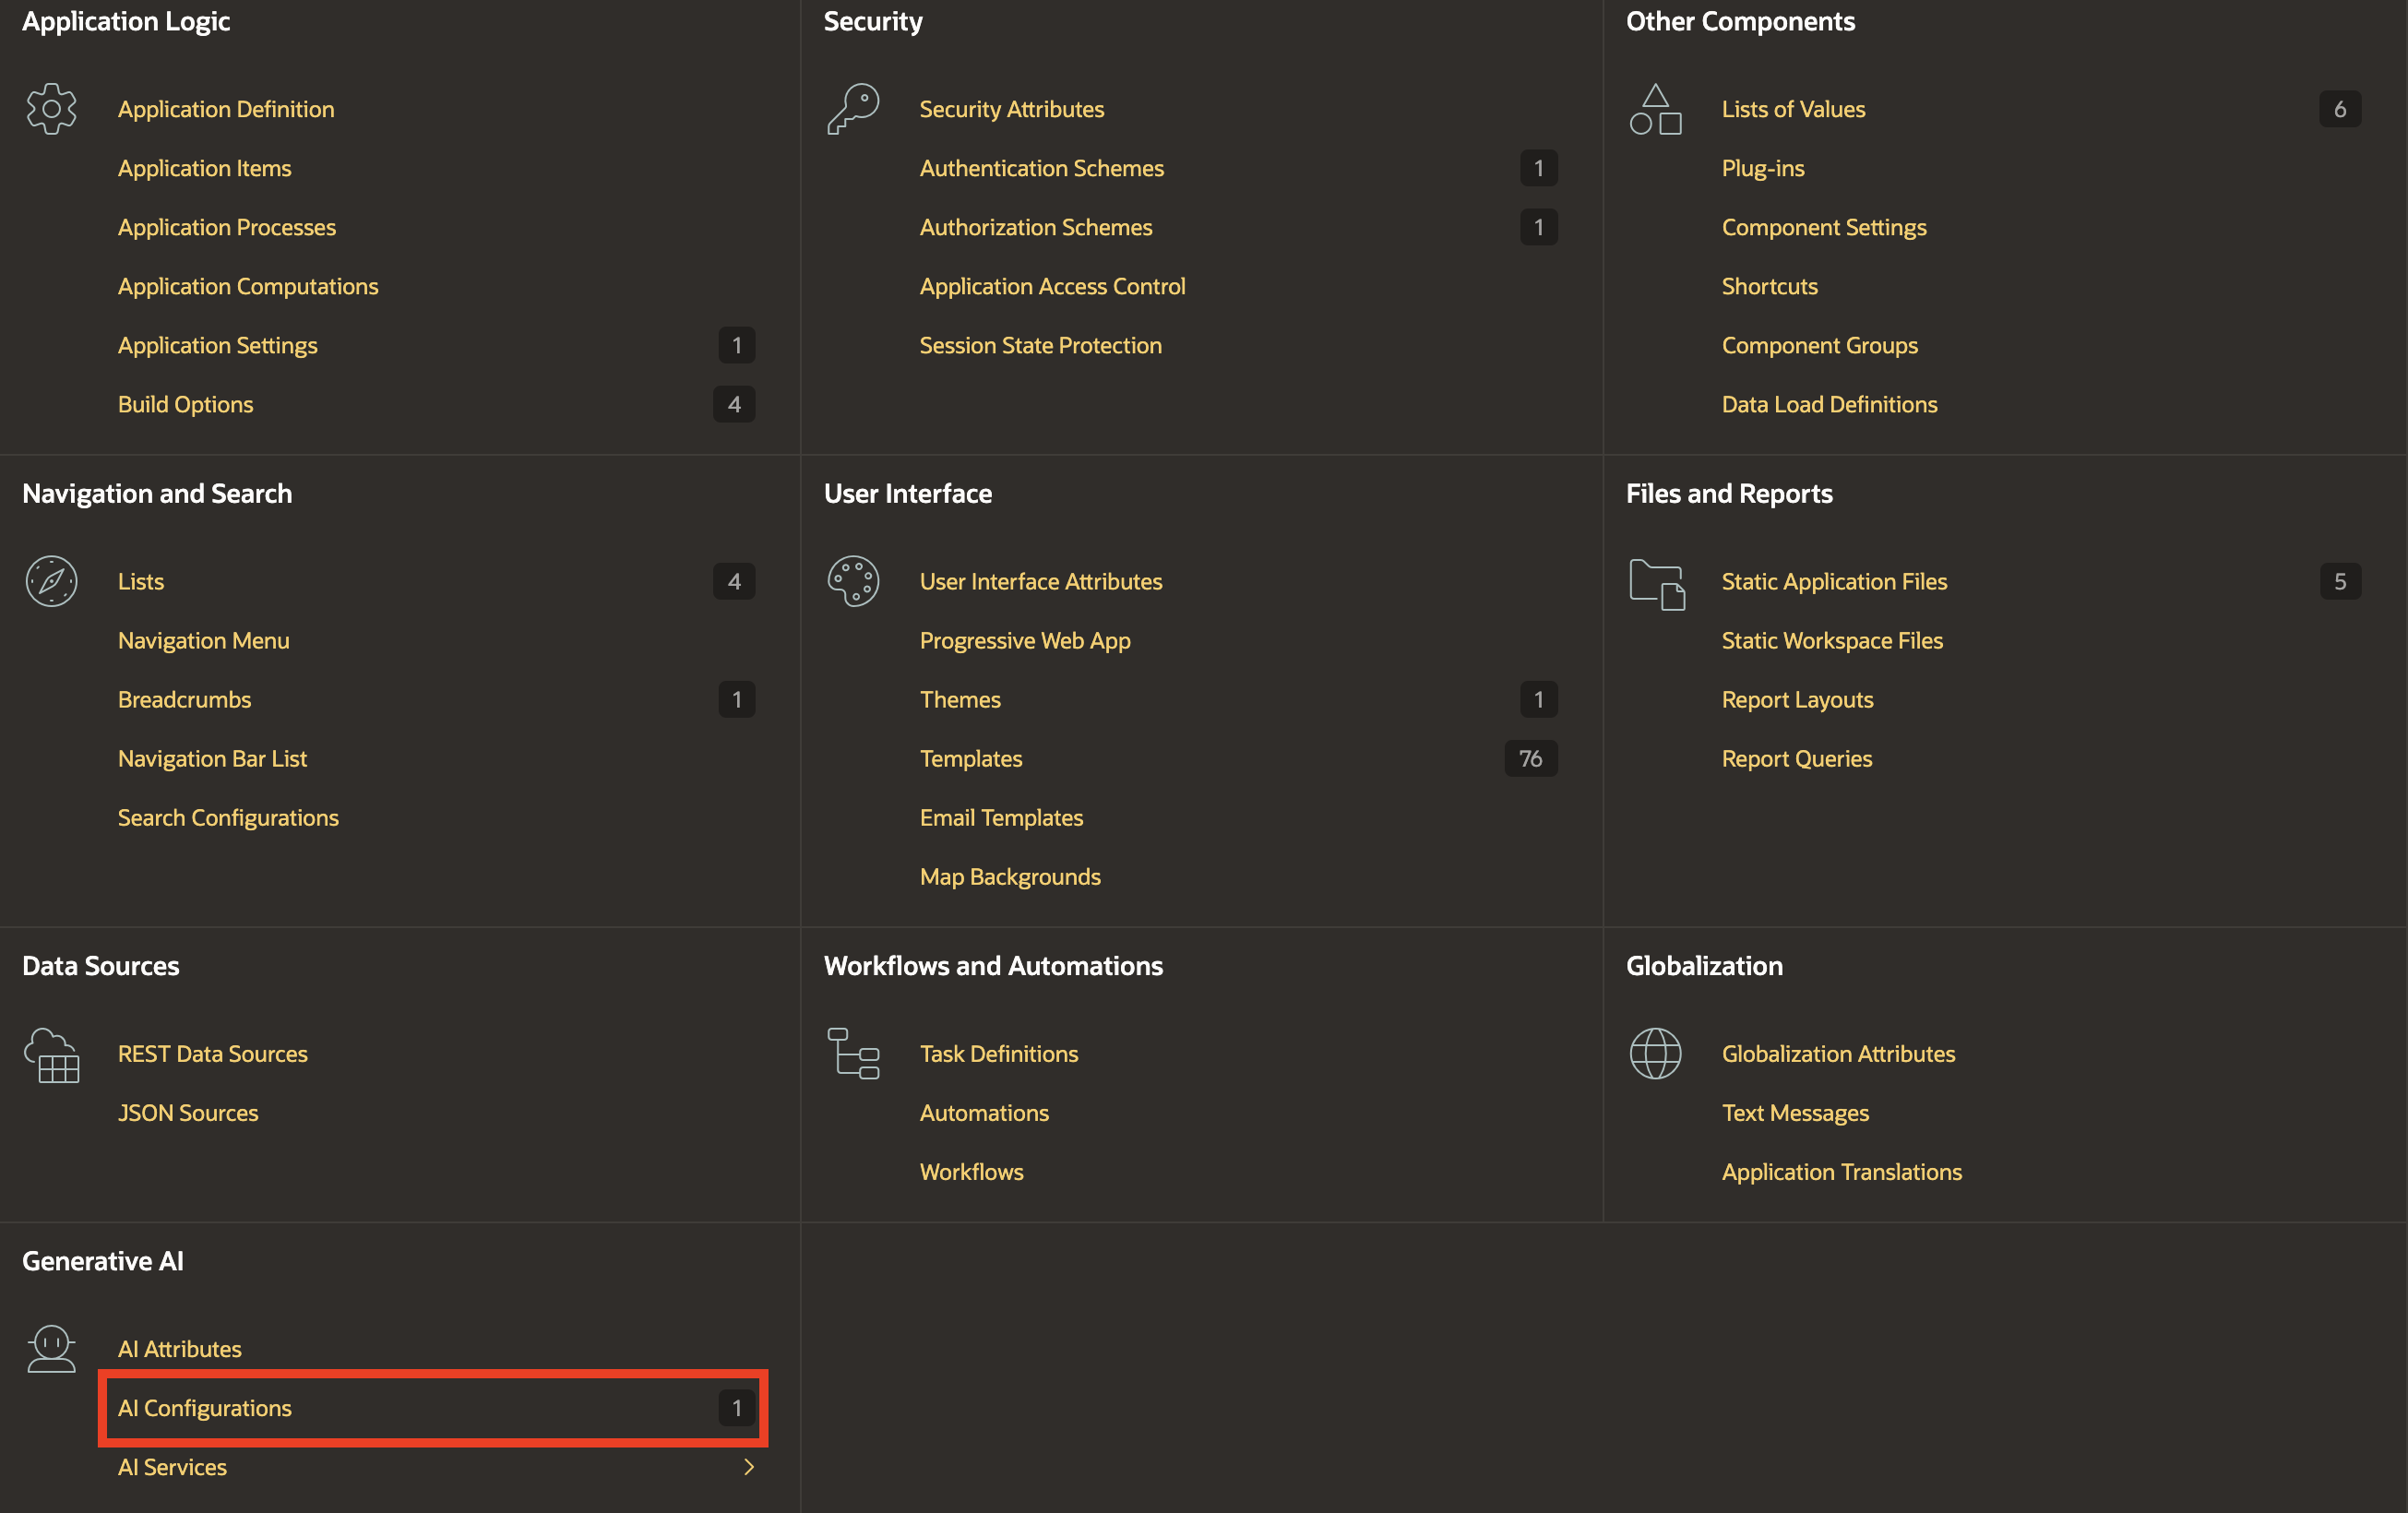 Application Logic
Application Definition
Application Items
Application Processes
Application Computations
Application Settings 1
Build Options 4
Security
Security Attributes
Authentication Schemes 1
Authorization Schemes 1
Application Access Control
Session State Protection
Other Components
Lists of Values 6
Plug-ins
Component Settings
Shortcuts
Component Groups
Data Load Definitions
Navigation and Search
Lists 4
Navigation Menu
Breadcrumbs 1
Navigation Bar List
Search Configurations
User Interface
User Interface Attributes
Progressive Web App
Themes 1
Templates 76
Email Templates
Map Backgrounds
Files and Reports
Static Application Files 5
Static Workspace Files
Report Layouts
Report Queries
Data Sources
REST Data Sources
JSON Sources
Workflows and Automations
Task Definitions
Automations
Workflows
Globalization
Globalization Attributes
Text Messages
Application Translations
Generative AI
AI Attributes
AI Configurations 1
AI Services